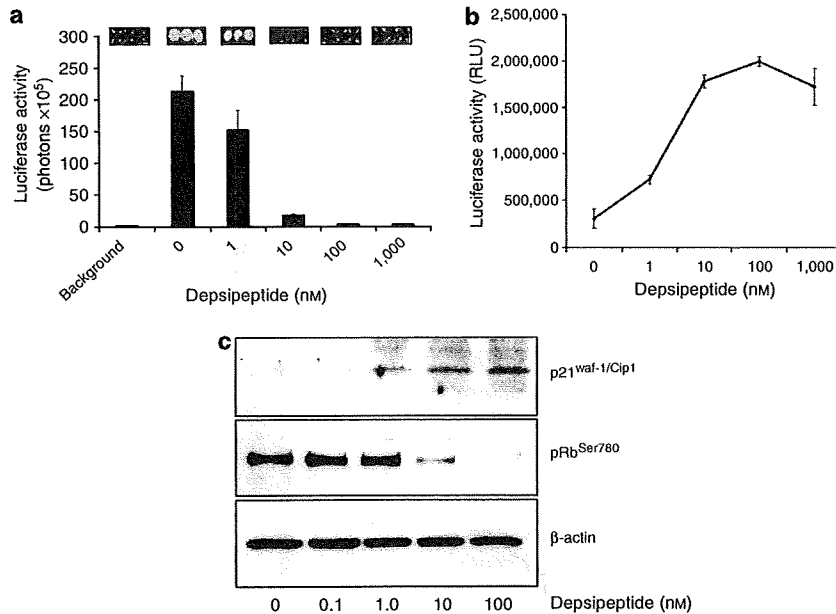 a
300
250
200
150
100
50
0
Luciferase activity
(photons ×10⁵)
Background
0
1
10
100
1,000
Depsipeptide (nM)
b
2,500,000
2,000,000
1,500,000
1,000,000
500,000
0
Luciferase activity (RLU)
0 1 10 100 1,000
Depsipeptide (nM)
c
p21waf-1/Cip1
pRbSer780
β-actin
0 0.1 1.0 10 100 Depsipeptide (nM)